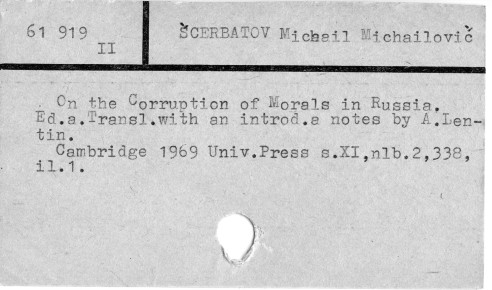 61 919
II
ŠČERBATOV Michail Michailovič
On the Corruption of Morals in Russia.
Ed.a.Transl.with an introd.a notes by A.Len-
tin.
Cambridge 1969 Univ.Press s.XI,nlb.2,338,
il.1.